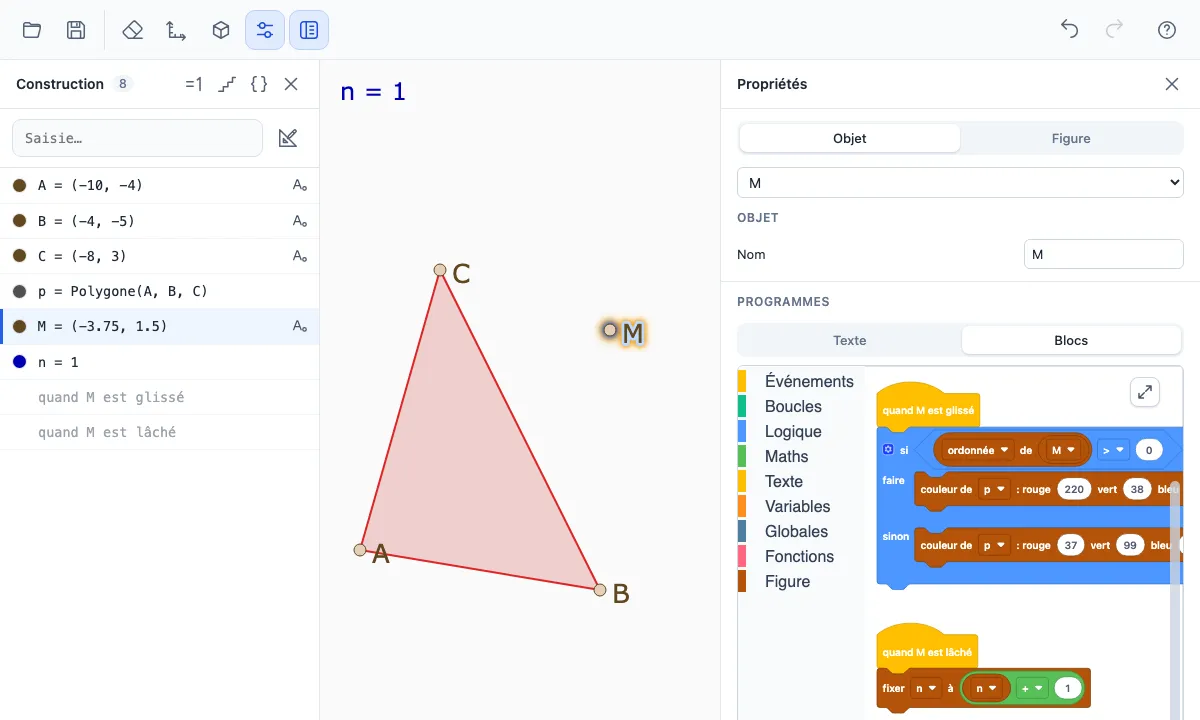 Construction 8
=1
{}
Propriétés
Saisie…
A = (−10, −4)
B = (−4, −5)
C = (−8, 3)
p = Polygone(A, B, C)
M = (−3.75, 1.5)
n = 1
quand M est glissé
quand M est lâché
n = 1
C
M
A
B
Objet
Figure
M
OBJET
Nom
M
PROGRAMMES
Texte
Blocs
Événements
Boucles
Logique
Maths
Texte
Variables
Globales
Fonctions
Figure
quand M est glissé
si ordonnée de M > 0
faire
couleur de p : rouge 220 vert 38 bleu
sinon
couleur de p : rouge 37 vert 99 bleu
quand M est lâché
fixer n à n + 1